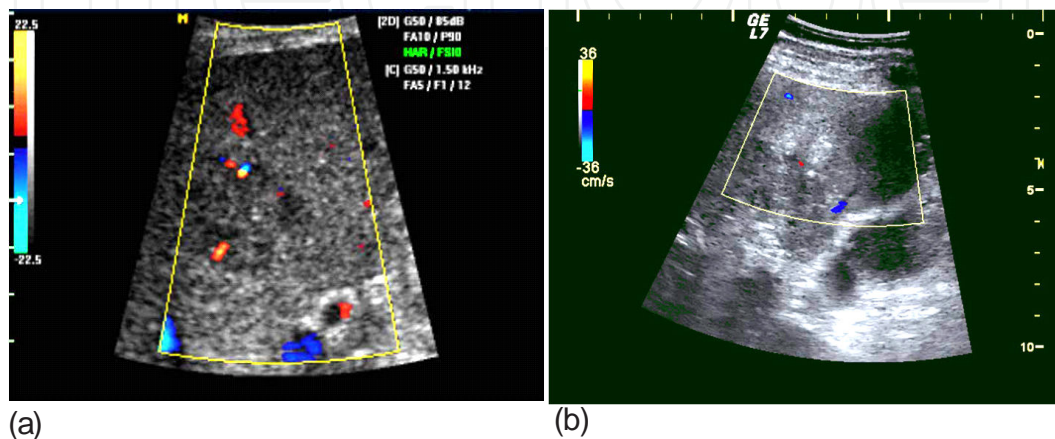 22.5
-22.5
M
[2D] G50 / 85dB
FA10 / P90
HAR / FSI0
[C] G50 / 1.50 kHz
FA5 / F1 / 12
(a)
GE
L7
36
-36
cm/s
0
5
10
(b)